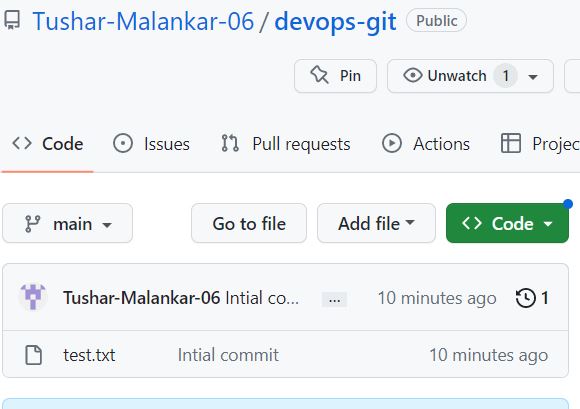 Tushar-Malankar-06 / devops-git Public
Pin Unwatch 1
Code Issues Pull requests Actions Projec
main Go to file Add file Code
Tushar-Malankar-06 Intial co... ... 10 minutes ago 1
test.txt Intial commit 10 minutes ago